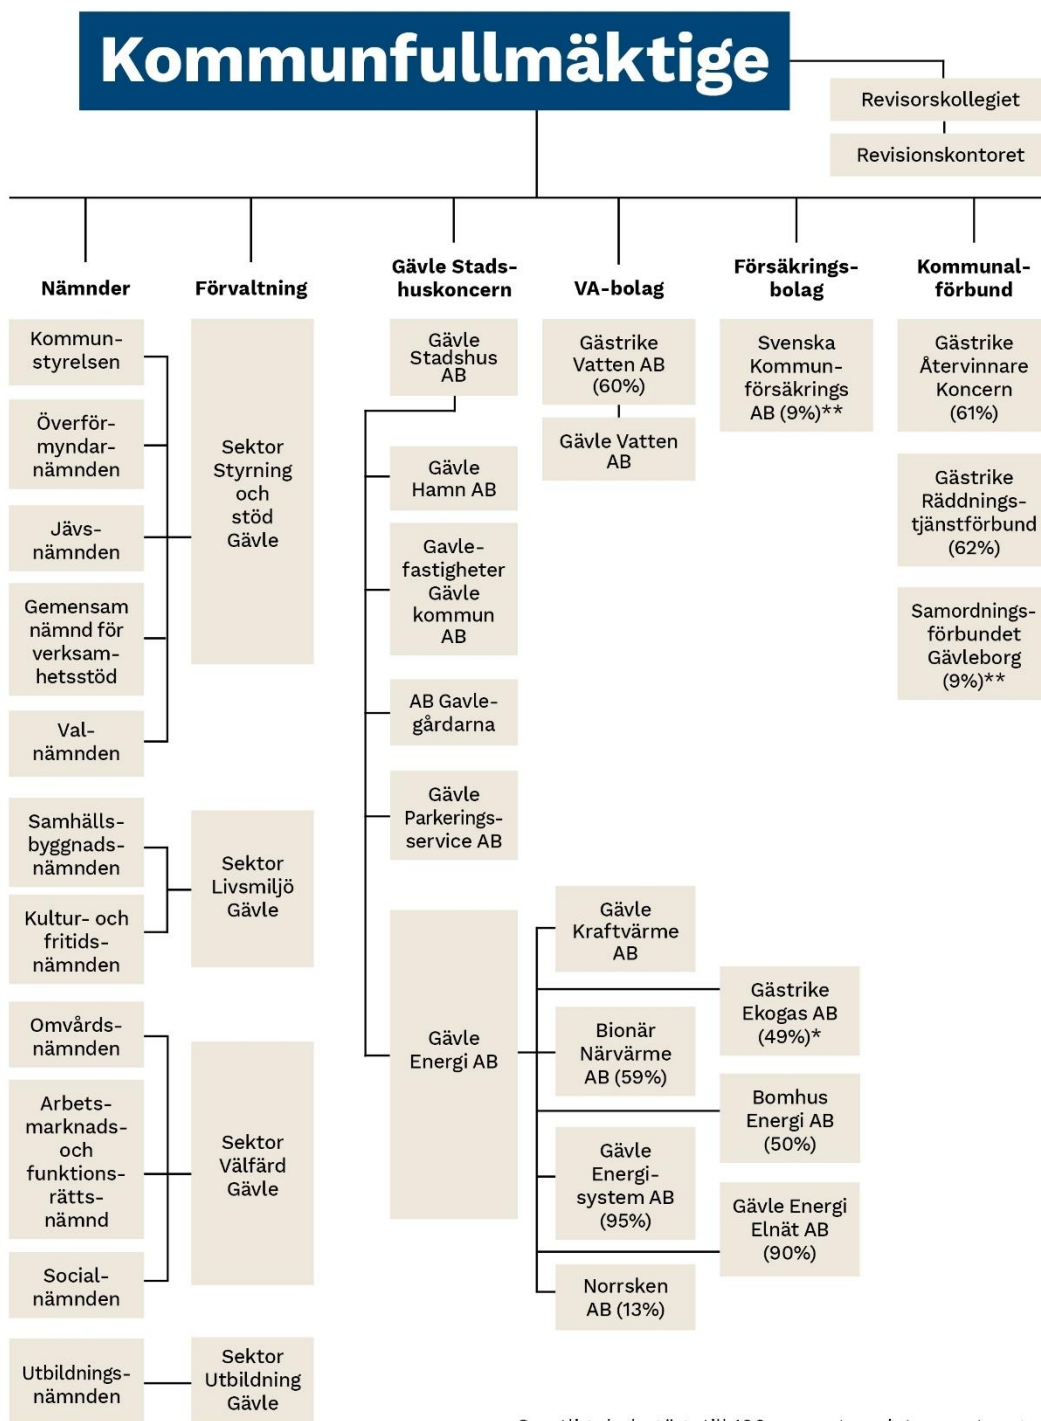 Kommunfullmäktige
Revisorskollegiet
Revisionskontoret
Nämnder
Förvaltning
Gävle Stads-
huskoncern
VA-bolag
Försäkrings-
bolag
Kommunal-
förbund
Kommun-
styrelsen
Överför-
myndar-
nämnden
Jävs-
nämnden
Gemensam
nämnd för
verksam-
hetsstöd
Val-
nämnden
Samhälls-
byggnads-
nämnden
Kultur- och
fritids-
nämnden
Omvårds-
nämnden
Arbets-
marknads-
och
funktions-
rätts-
nämnd
Social-
nämnden
Utbildnings-
nämnden
Sektor
Styrning
och
stöd
Gävle
Sektor
Livsmiljö
Gävle
Sektor
Välfärd
Gävle
Sektor
Utbildning
Gävle
Gävle
Stadshus
AB
Gävle
Hamn AB
Gavle-
fastigheter
Gävle
kommun
AB
AB Gavle-
gårdarna
Gävle
Parkerings-
service AB
Gävle
Energi AB
Gästrike
Vatten AB
(60%)
Gävle Vatten
AB
Gävle
Kraftvärme
AB
Bionär
Närvärme
AB (59%)
Gävle
Energi-
system AB
(95%)
Norrsken
AB (13%)
Gästrike
Ekogas AB
(49%)*
Bomhus
Energi AB
(50%)
Gävle Energi
Elnät AB
(90%)
Svenska
Kommun-
försäkrings
AB (9%)**
Gästrike
Återvinnare
Koncern
(61%)
Gästrike
Räddnings-
tjänstförbund
(62%)
Samordnings-
förbundet
Gävleborg
(9%)**